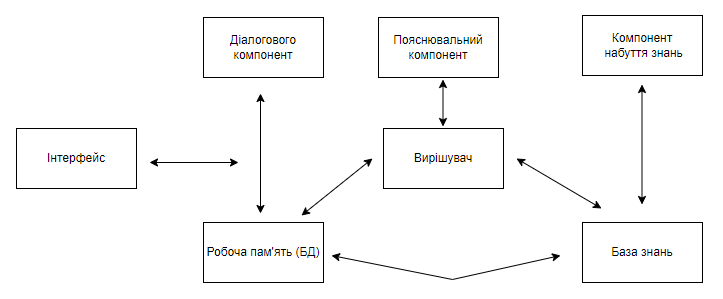 Діалогового
компонент
Пояснювальний
компонент
Компонент
набуття знань
Інтерфейс
Вирішувач
Робоча пам'ять (БД)
База знань